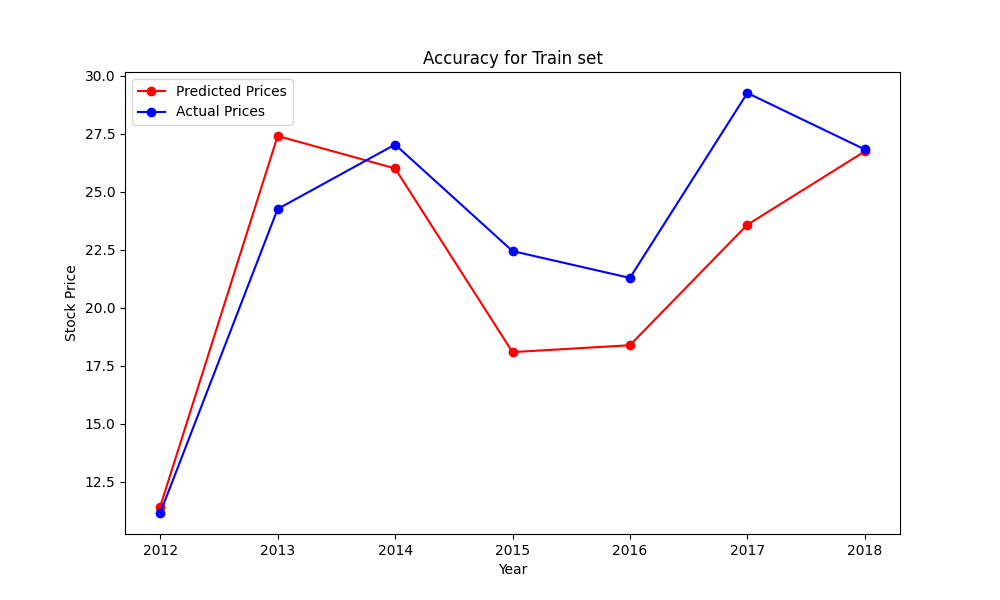 Accuracy for Train set
Predicted Prices
Actual Prices
30.0
27.5
25.0
22.5
20.0
17.5
15.0
12.5
Stock Price
2012 2013 2014 2015 2016 2017 2018
Year